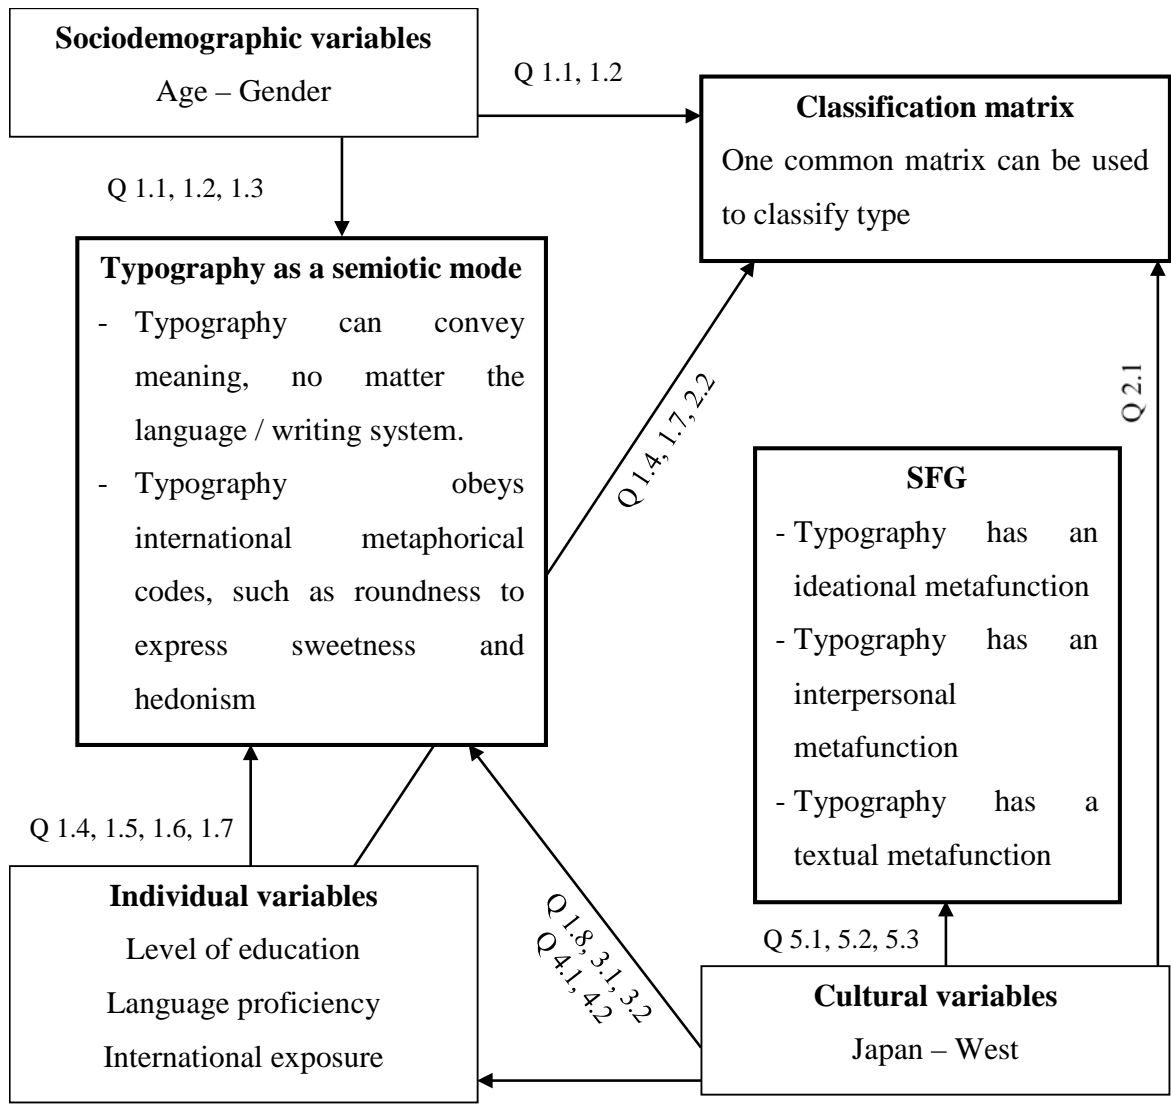 Sociodemographic variables
Age – Gender
Q 1.1, 1.2
Classification matrix
One common matrix can be used
to classify type
Q 1.1, 1.2, 1.3
Typography as a semiotic mode
- Typography can convey
meaning, no matter the
language / writing system.
- Typography obeys
international metaphorical
codes, such as roundness to
express sweetness and
hedonism
Q 1.4, 1.7, 2.2
Q 2.1
SFG
- Typography has an
ideational metafunction
- Typography has an
interpersonal
metafunction
- Typography has a
textual metafunction
Q 1.4, 1.5, 1.6, 1.7
Individual variables
Level of education
Language proficiency
International exposure
Q 1.8, 3.1, 3.2
Q 4.1, 4.2
Q 5.1, 5.2, 5.3
Cultural variables
Japan – West